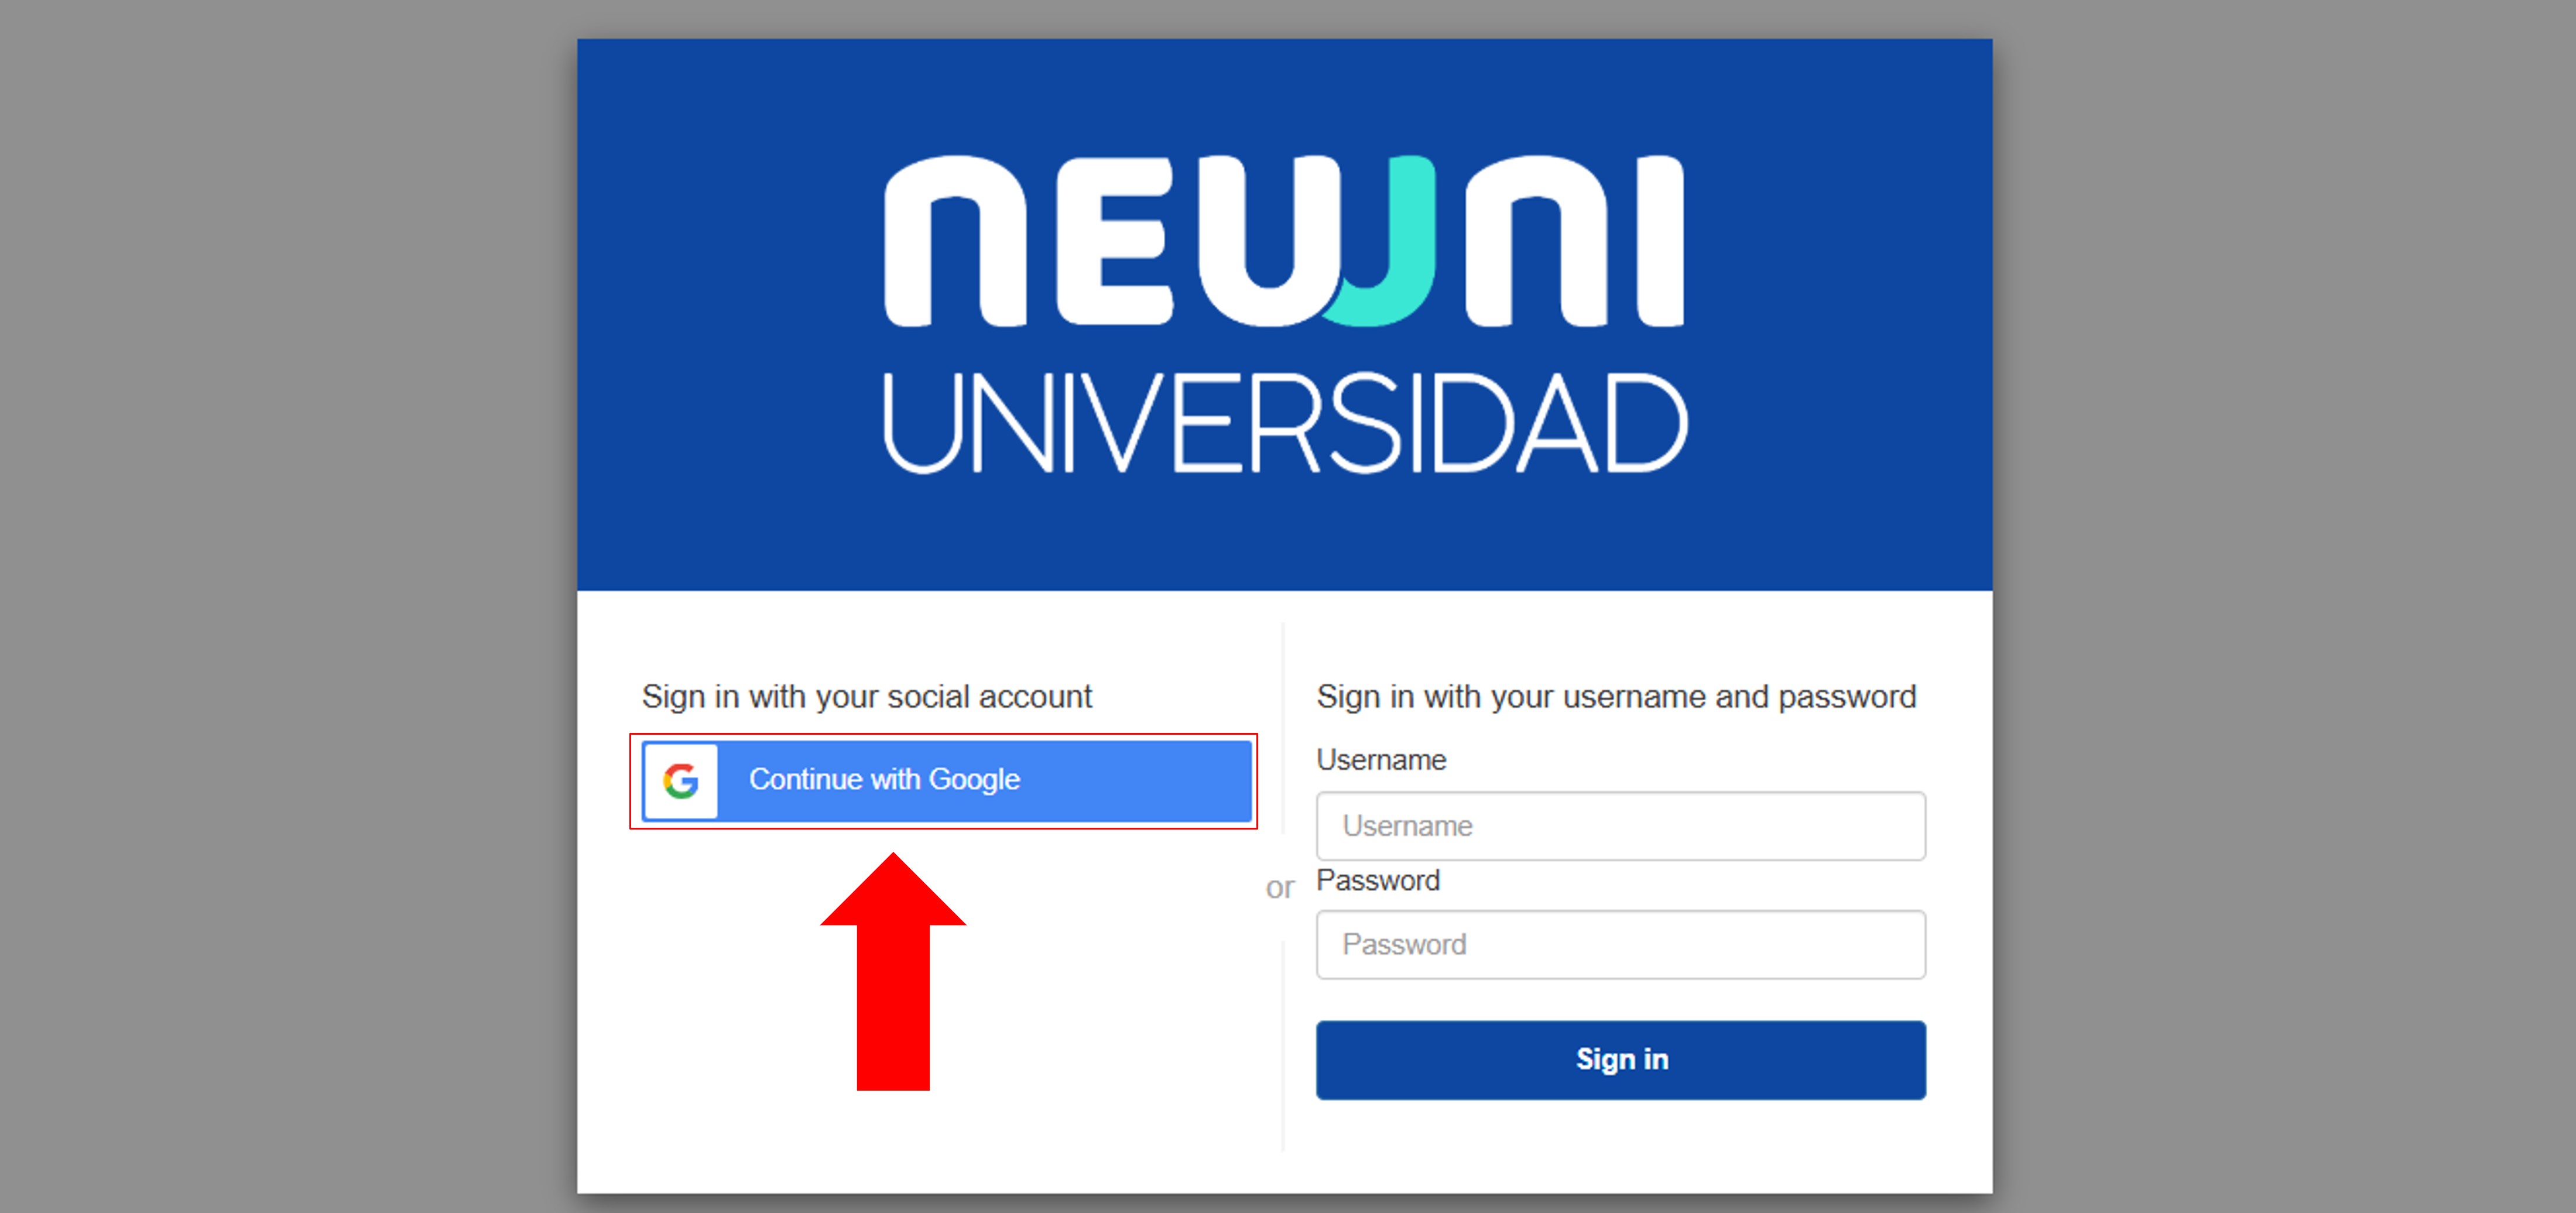 NEUUNI
UNIVERSIDAD
Sign in with your social account
Continue with Google
or
Sign in with your username and password
Username
Username
Password
Password
Sign in